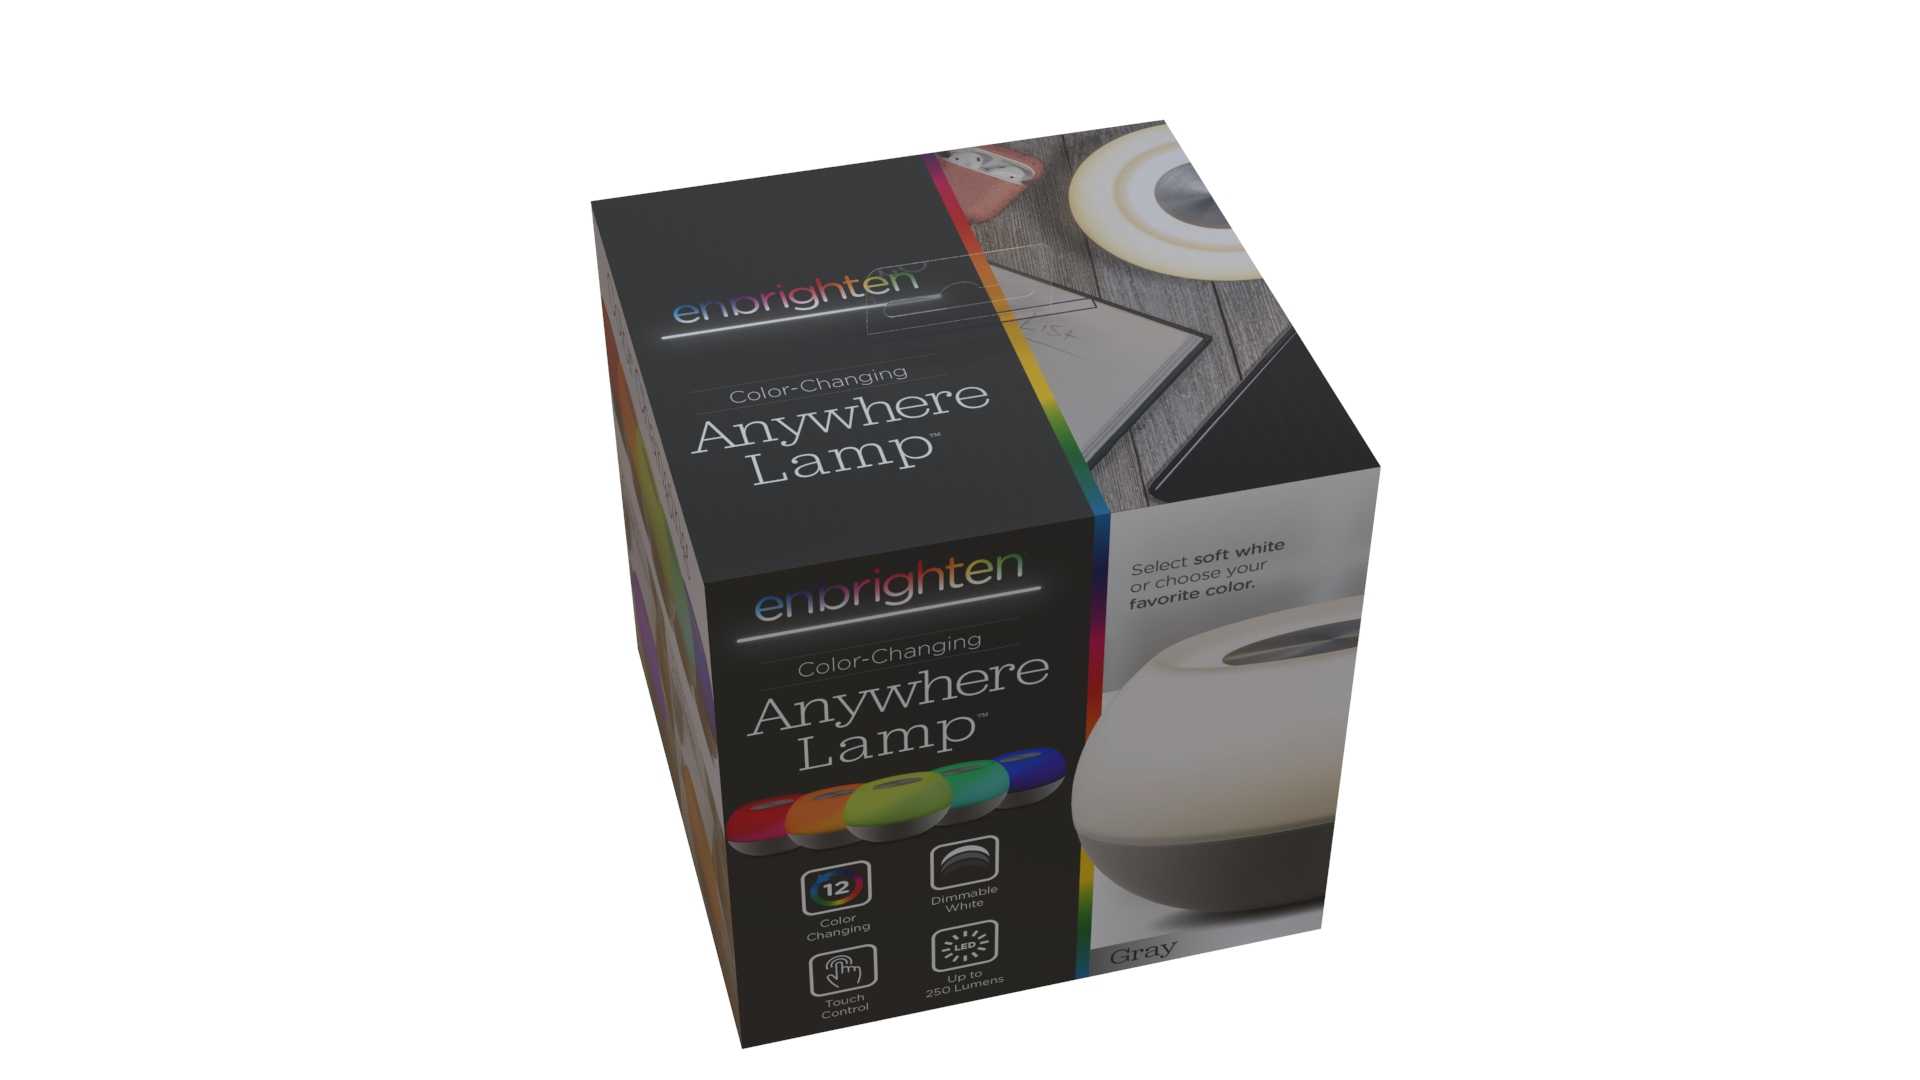 enbrighten
Color-Changing
Anywhere
Lamp™
List
enbrighten
Color-Changing
Anywhere
Lamp™
12
Color
Changing
Dimmable
White
Touch
Control
LED
Up to
250 Lumens
Select soft white
or choose your
favorite color.
Gray